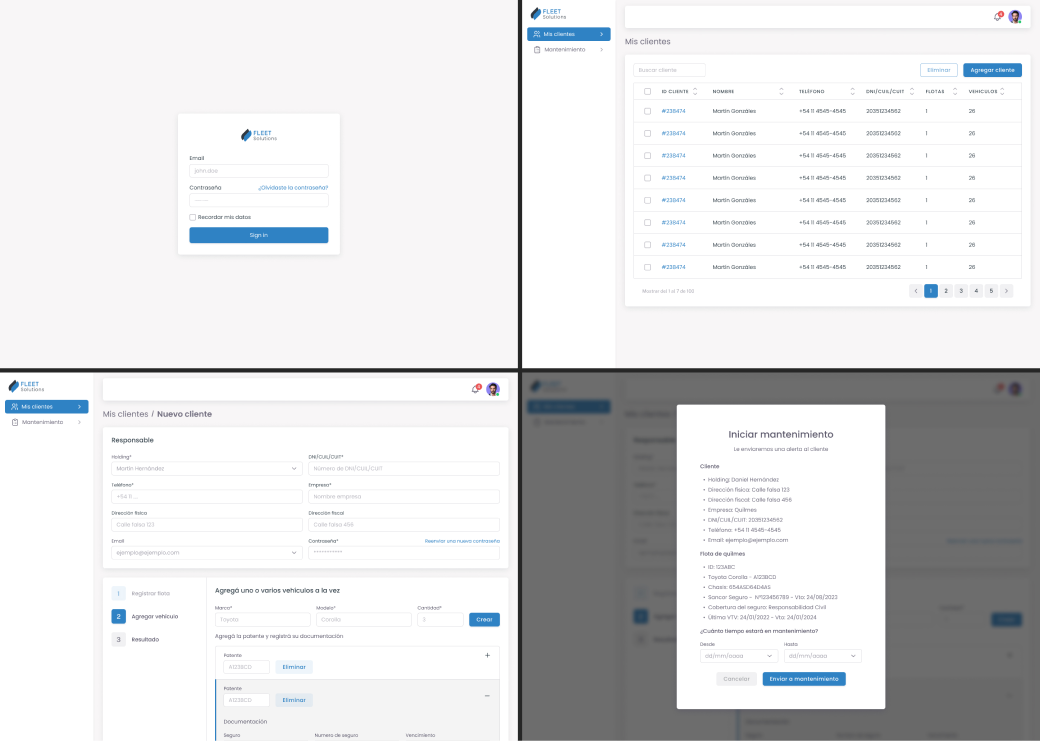 FLEET
Solutions
Email
john doe
Contraseña ¿Olvidaste la contraseña?
Recordar mis datos
Sign in
FLEET
Solutions
Mis clientes
Mantenimiento
Mis clientes
Buscar cliente
Eliminar Agregar cliente
ID CLIENTE NOMBRE TELÉFONO DNI/CUIL/CUIT FLOTAS VEHICULOS
#238474 Martín Gonzáles +54 11 4545-4545 20351234562 1 26
#238474 Martín Gonzáles +54 11 4545-4545 20351234562 1 26
#238474 Martín Gonzáles +54 11 4545-4545 20351234562 1 26
#238474 Martín Gonzáles +54 11 4545-4545 20351234562 1 26
#238474 Martín Gonzáles +54 11 4545-4545 20351234562 1 26
#238474 Martín Gonzáles +54 11 4545-4545 20351234562 1 26
#238474 Martín Gonzáles +54 11 4545-4545 20351234562 1 26
#238474 Martín Gonzáles +54 11 4545-4545 20351234562 1 26
Mostrar del 1 al 7 de 100
< 1 2 3 4 5 >
FLEET
Solutions
Mis clientes
Mantenimiento
Mis clientes / Nuevo cliente
Responsable
Holding* DNI/CUIL/CUIT*
Martín Hernández Número de DNI/CUIL/CUIT
Teléfono* Empresa*
+54 11 ... Nombre empresa
Dirección física Dirección fiscal
Calle falsa 123 Calle falsa 456
Email Contraseña* Reenviar una nueva contraseña
ejemplo@ejemplo.com ***********
1 Registrar flota
2 Agregar vehículo
3 Resultado
Agregá uno o varios vehículos a la vez
Marca* Modelo* Cantidad*
Toyota Corolla 3 Crear
Agregá la patente y registrá su documentación
Patente
A123BCD Eliminar +
Patente
A123BCD Eliminar -
Documentación
Seguro Numero de seguro Vencimiento
Iniciar mantenimiento
Le enviaremos una alerta al cliente
Cliente
• Holding: Daniel Hernández
• Dirección física: Calle falsa 123
• Dirección fiscal: Calle falsa 456
• Empresa: Quilmes
• DNI/CUIL/CUIT: 20351234562
• Teléfono: +54 11 4545-4545
• Email: ejemplo@ejemplo.com
Flota de quilmes
• ID: 123ABC
• Toyota Corolla - A123BCD
• Chasis: 654ASD64D4AS
• Sancor Seguro - N°123456789 - Vto: 24/08/2023
• Cobertura del seguro: Responsabilidad Civil
• Última VTV: 24/01/2022 - Vto: 24/01/2024
¿Cuánto tiempo estará en mantenimiento?
Desde Hasta
dd/mm/aaaa dd/mm/aaaa
Cancelar Enviar a mantenimiento